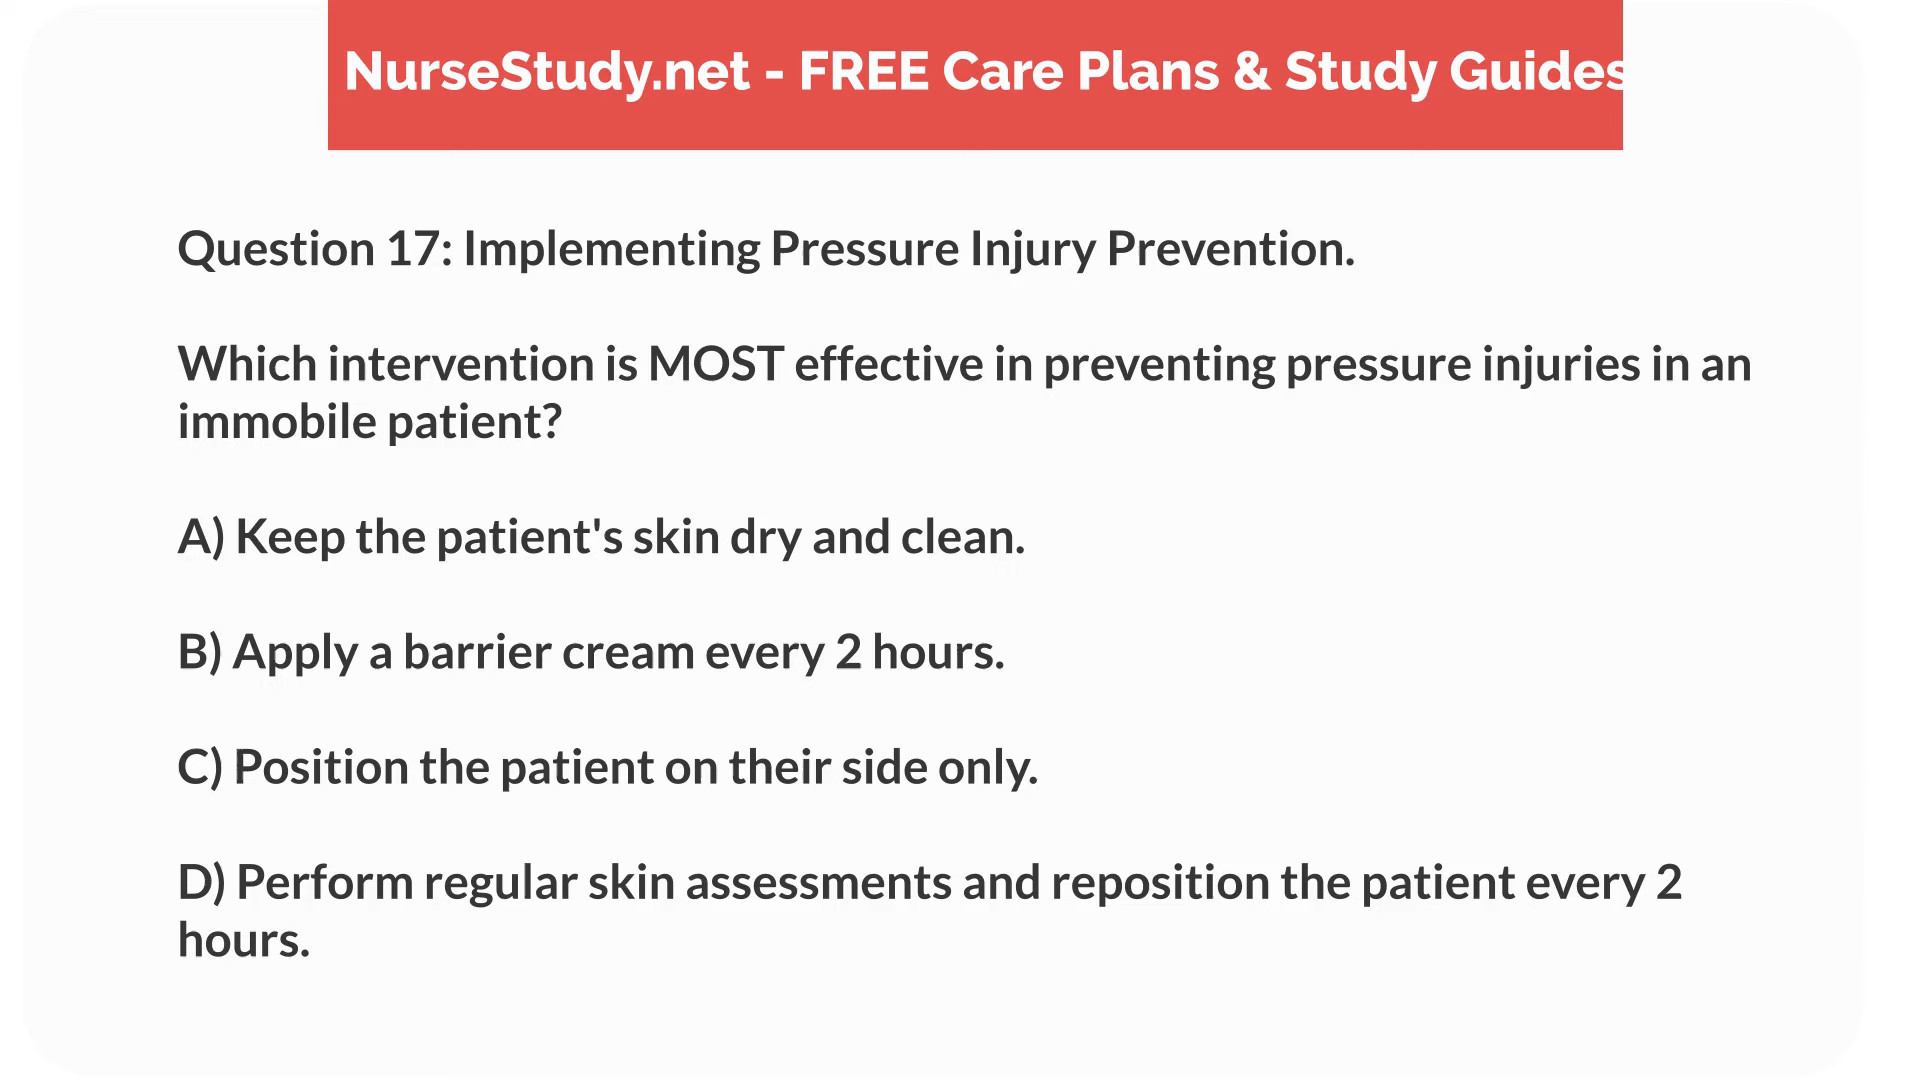 NurseStudy.net - FREE Care Plans & Study Guides
Question 17: Implementing Pressure Injury Prevention.
Which intervention is MOST effective in preventing pressure injuries in an
immobile patient?
A) Keep the patient's skin dry and clean.
B) Apply a barrier cream every 2 hours.
C) Position the patient on their side only.
D) Perform regular skin assessments and reposition the patient every 2
hours.